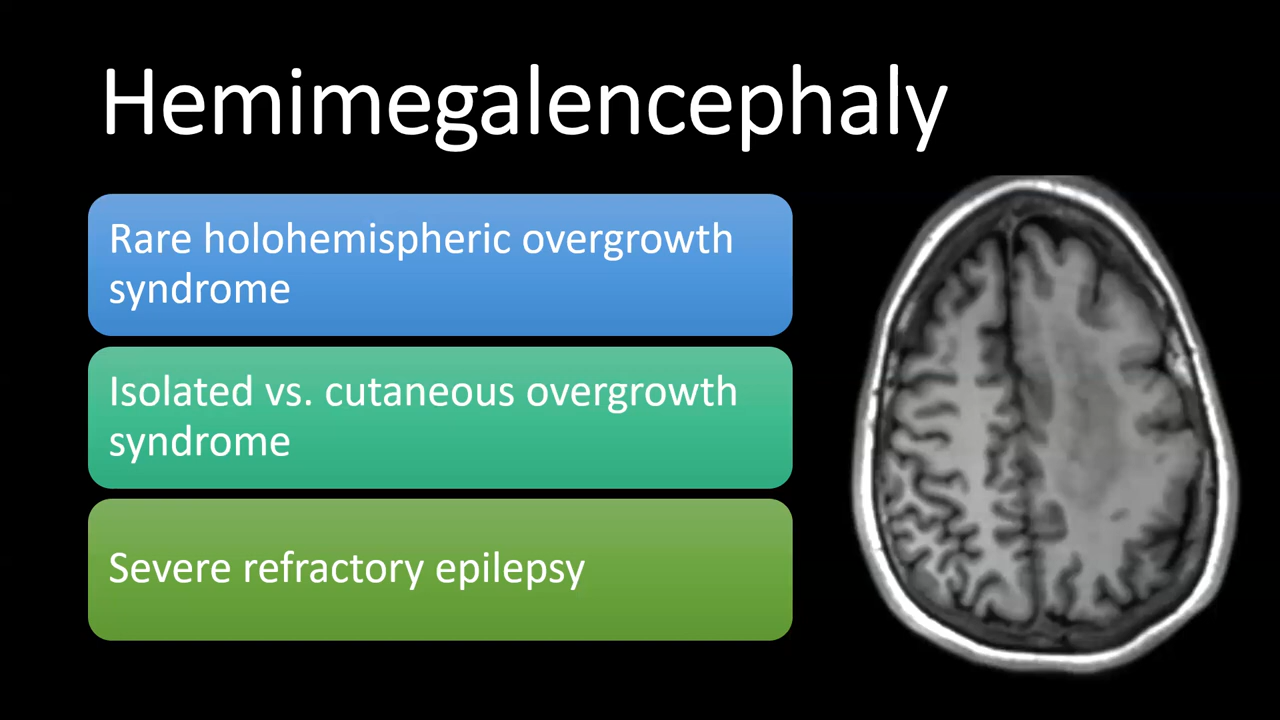 Hemimegalencephaly
Rare holohemispheric overgrowth
syndrome
Isolated vs. cutaneous overgrowth
syndrome
Severe refractory epilepsy